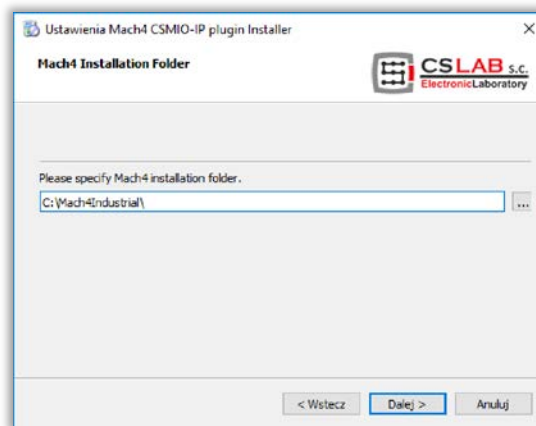 Ustawienia Mach4 CSMIO-IP plugin Installer
Mach4 Installation Folder
CSLAB s.c.
ElectronicLaboratory
Please specify Mach4 installation folder.
C:\Mach4Industrial\
...
< Wstecz
Dalej >
Anuluj